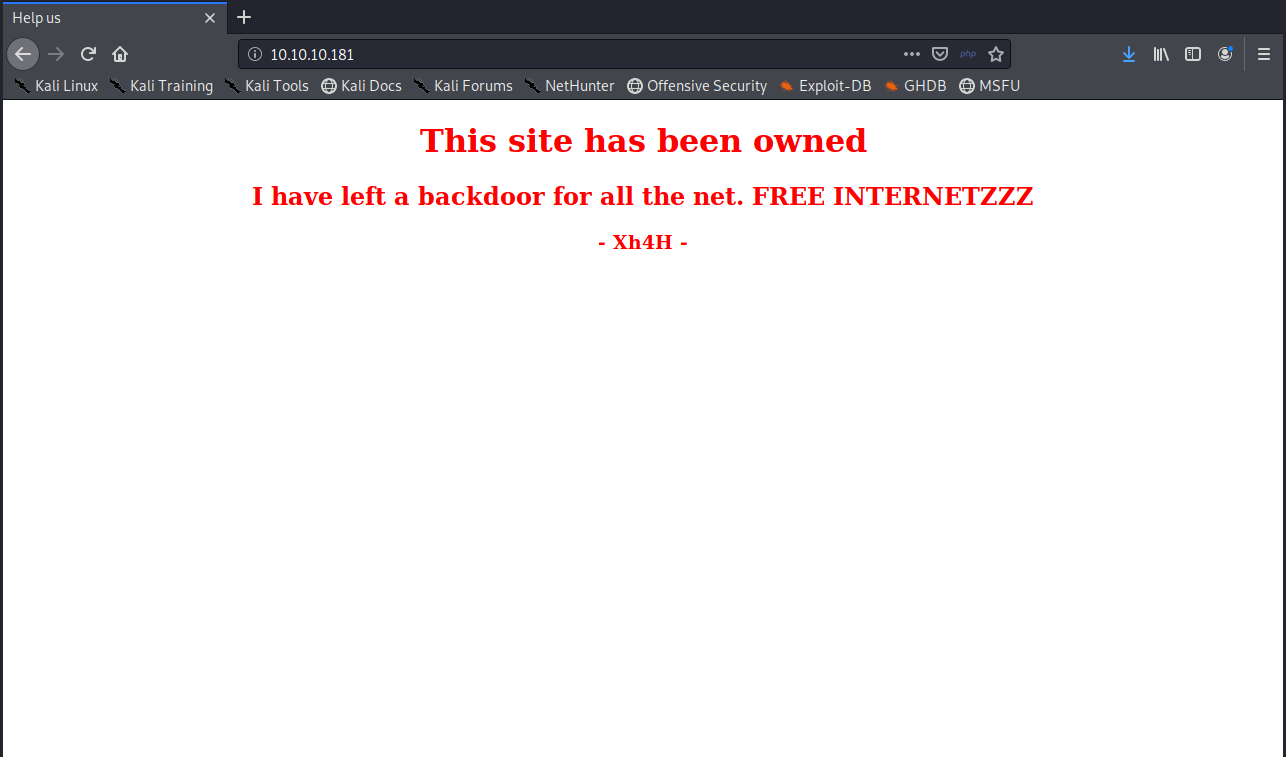 Help us
10.10.10.181
php
Kali Linux Kali Training Kali Tools Kali Docs Kali Forums NetHunter Offensive Security Exploit-DB GHDB MSFU
This site has been owned
I have left a backdoor for all the net. FREE INTERNETZZZ
- Xh4H -